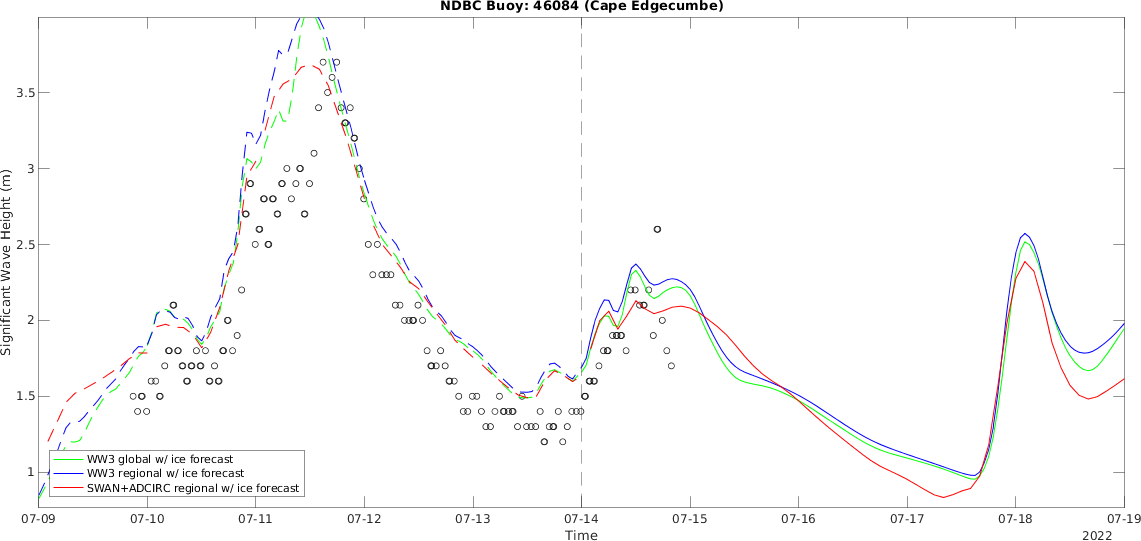 NDBC Buoy: 46084 (Cape Edgecumbe)
Significant Wave Height (m)
3.5
3
2.5
2
1.5
1
WW3 global w/ ice forecast
WW3 regional w/ ice forecast
SWAN+ADCIRC regional w/ ice forecast
07-09 07-10 07-11 07-12 07-13 07-14 07-15 07-16 07-17 07-18 07-19
Time
2022